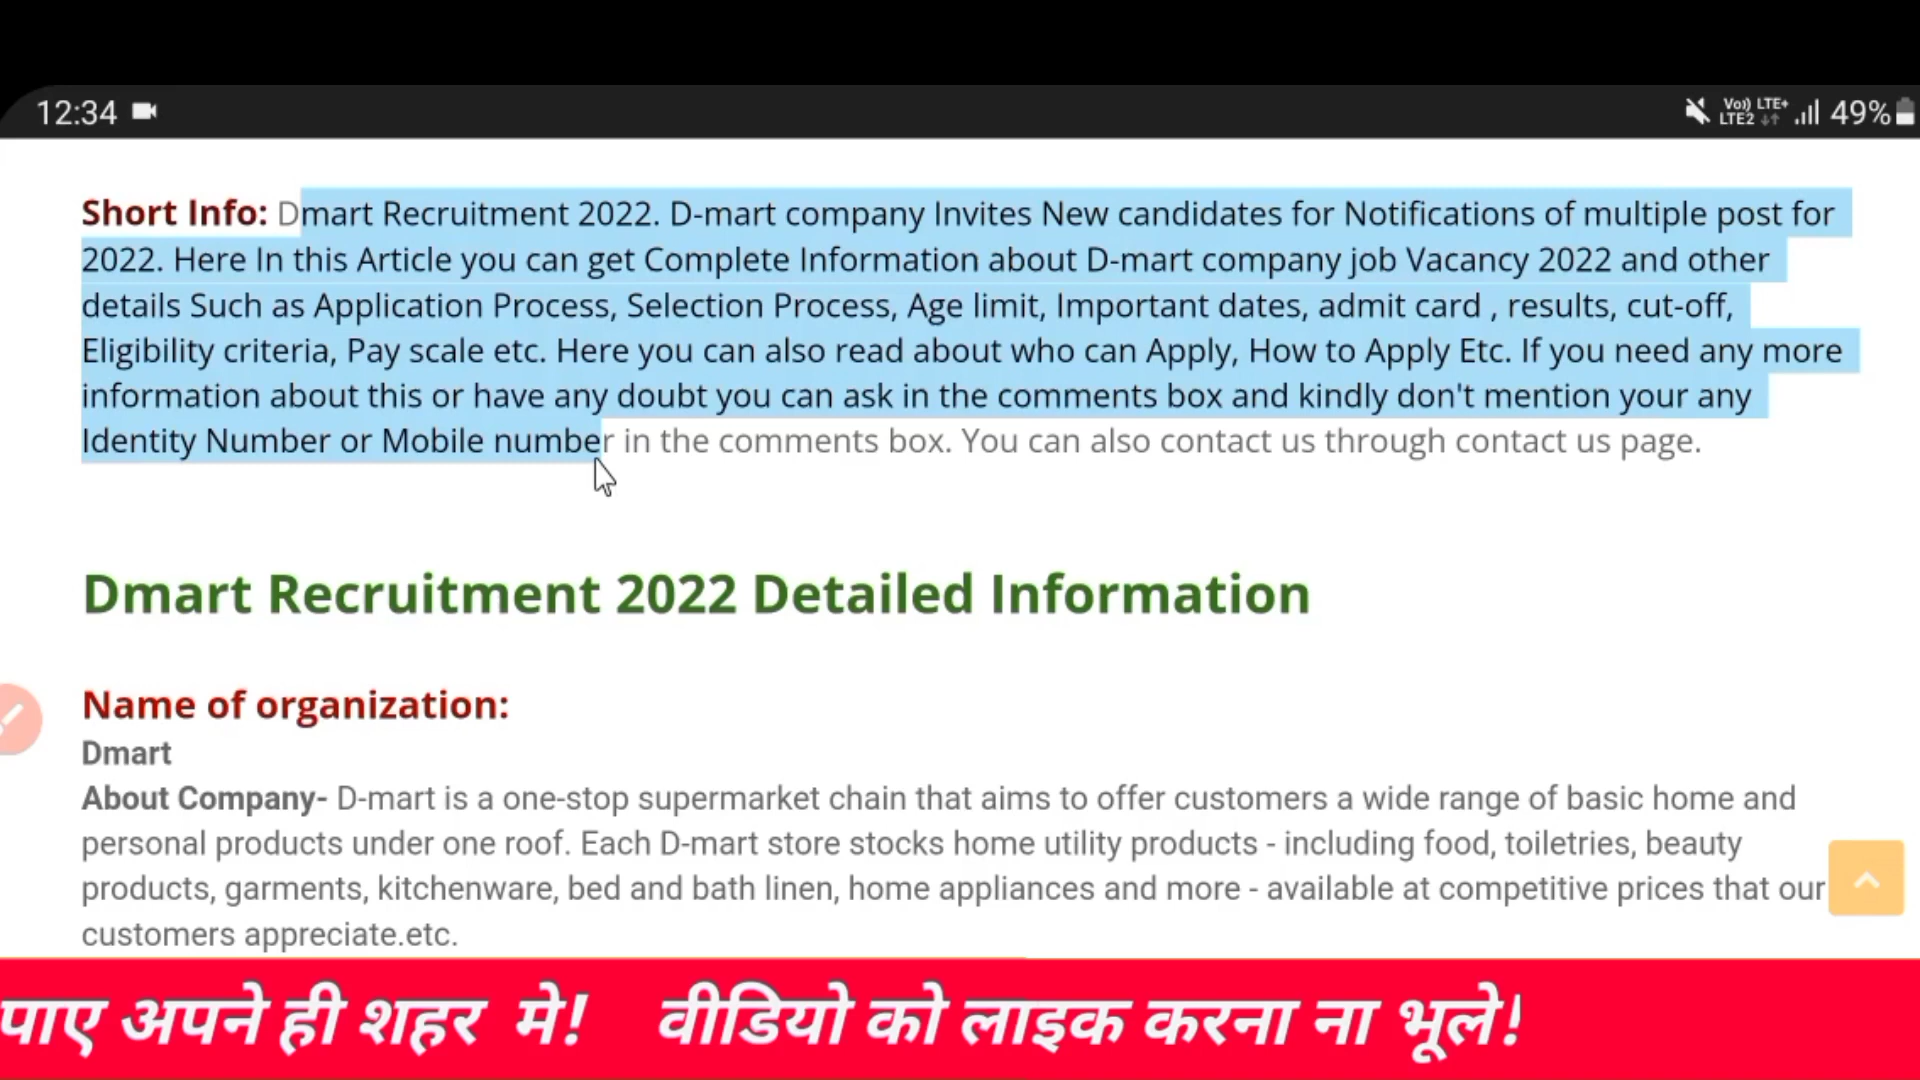 12:34
Vo)) LTE+
LTE2
49%
Short Info: Dmart Recruitment 2022. D-mart company Invites New candidates for Notifications of multiple post for
2022. Here In this Article you can get Complete Information about D-mart company job Vacancy 2022 and other
details Such as Application Process, Selection Process, Age limit, Important dates, admit card , results, cut-off,
Eligibility criteria, Pay scale etc. Here you can also read about who can Apply, How to Apply Etc. If you need any more
information about this or have any doubt you can ask in the comments box and kindly don't mention your any
Identity Number or Mobile number in the comments box. You can also contact us through contact us page.
Dmart Recruitment 2022 Detailed Information
Name of organization:
Dmart
About Company- D-mart is a one-stop supermarket chain that aims to offer customers a wide range of basic home and
personal products under one roof. Each D-mart store stocks home utility products - including food, toiletries, beauty
products, garments, kitchenware, bed and bath linen, home appliances and more - available at competitive prices that our
customers appreciate.etc.
पाए अपने ही शहर मे! वीडियो को लाइक करना ना भूले!